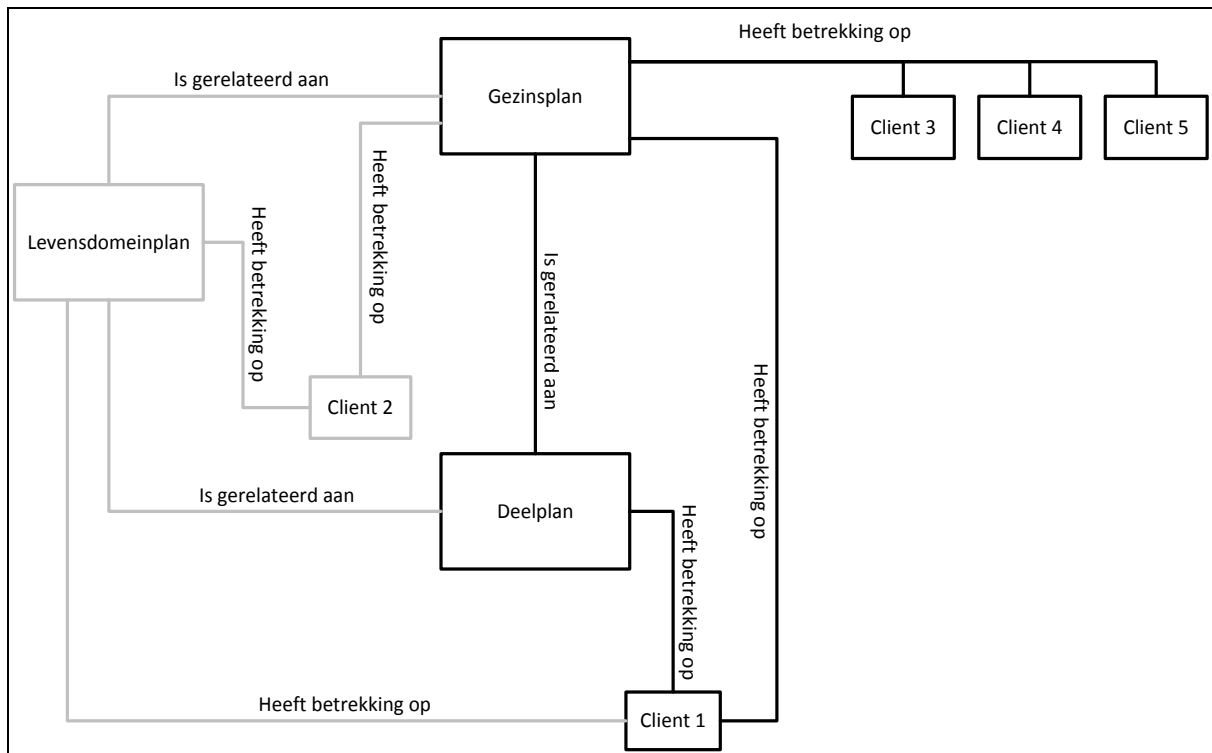 Heeft betrekking op
Is gerelateerd aan
Gezinsplan
Client 3
Client 4
Client 5
Heeft betrekking op
Heeft betrekking op
Levensdomeinplan
Is gerelateerd aan
Heeft betrekking op
Client 2
Is gerelateerd aan
Deelplan
Heeft betrekking op
Heeft betrekking op
Client 1